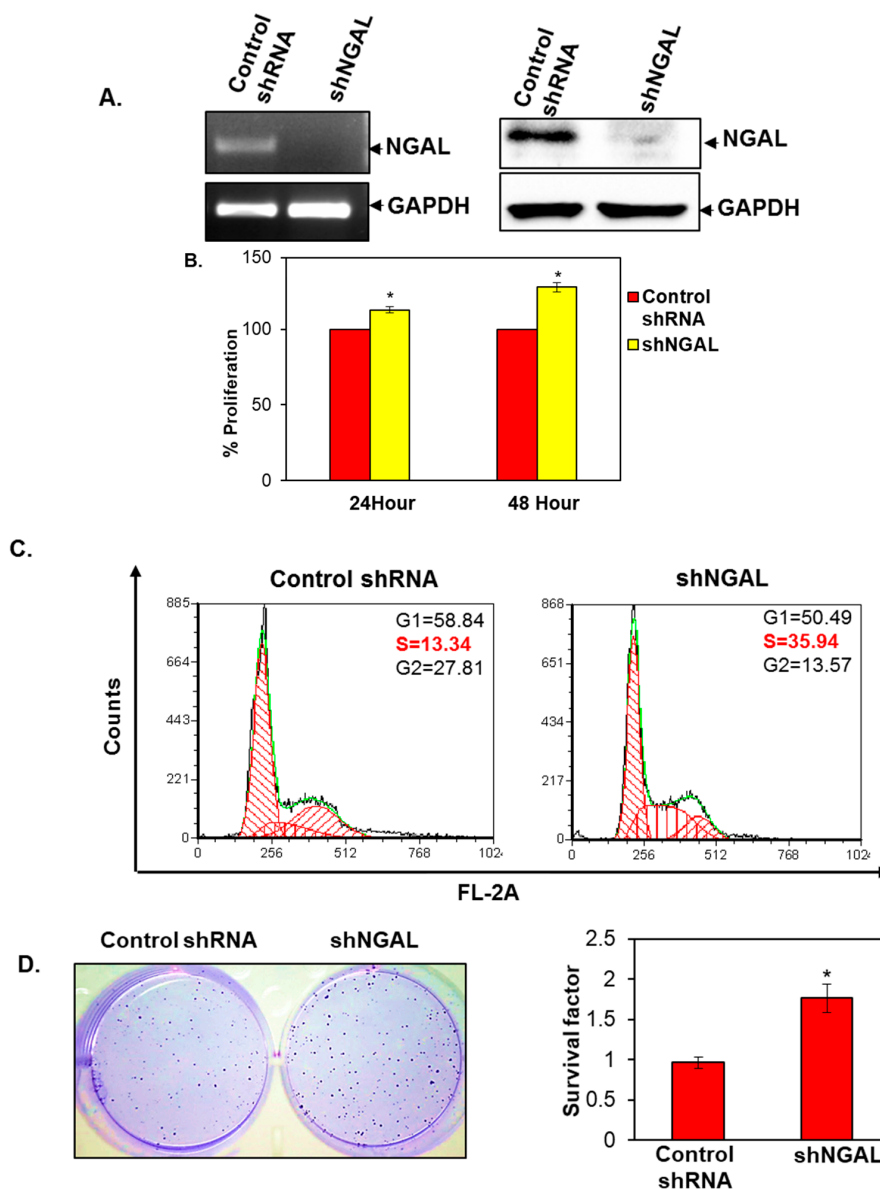 A.
Control
shRNA
shNGAL
NGAL
GAPDH
Control
shRNA
shNGAL
NGAL
GAPDH
B.
% Proliferation
150
100
50
0
*
*
24Hour
48 Hour
Control
shRNA
shNGAL
C.
Counts
Control shRNA
885
664
443
221
0
G1=58.84
S=13.34
G2=27.81
0 256 512 768 102
shNGAL
868
651
434
217
0
G1=50.49
S=35.94
G2=13.57
0 256 512 768 102
FL-2A
D.
Control shRNA
shNGAL
Survival factor
2.5
2
1.5
1
0.5
0
*
Control
shRNA
shNGAL